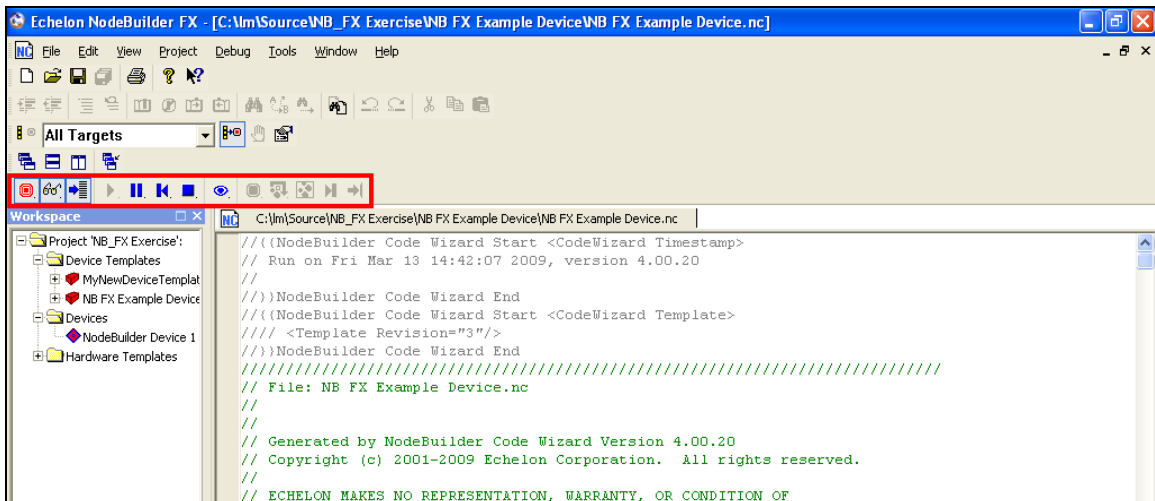 Echelon NodeBuilder FX - [C:\lm\Source\NB_FX Exercise\NB FX Example Device\NB FX Example Device.nc]
NC File Edit View Project Debug Tools Window Help
All Targets
Workspace
NC C:\lm\Source\NB_FX Exercise\NB FX Example Device\NB FX Example Device.nc
Project 'NB_FX Exercise':
Device Templates
MyNewDeviceTemplat
NB FX Example Device
Devices
NodeBuilder Device 1
Hardware Templates
//{{NodeBuilder Code Wizard Start <CodeWizard Timestamp>
// Run on Fri Mar 13 14:42:07 2009, version 4.00.20
//
//}}NodeBuilder Code Wizard End
//{{NodeBuilder Code Wizard Start <CodeWizard Template>
//// <Template Revision="3"/>
//}}NodeBuilder Code Wizard End
//////////////////////////////////////////////////////////////////////////////
// File: NB FX Example Device.nc
//
//
// Generated by NodeBuilder Code Wizard Version 4.00.20
// Copyright (c) 2001-2009 Echelon Corporation.  All rights reserved.
//
// ECHELON MAKES NO REPRESENTATION, WARRANTY, OR CONDITION OF